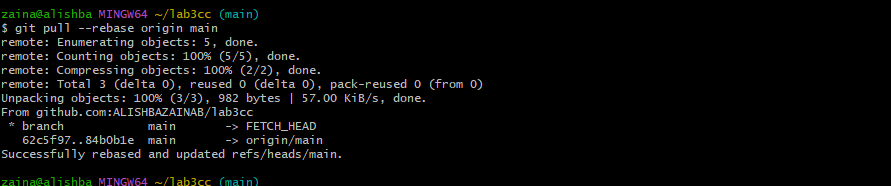 zaina@alishba MINGW64 ~/lab3cc (main)
$ git pull --rebase origin main
remote: Enumerating objects: 5, done.
remote: Counting objects: 100% (5/5), done.
remote: Compressing objects: 100% (2/2), done.
remote: Total 3 (delta 0), reused 0 (delta 0), pack-reused 0 (from 0)
Unpacking objects: 100% (3/3), 982 bytes | 57.00 KiB/s, done.
From github.com:ALISHBAZAINAB/lab3cc
 * branch            main       -> FETCH_HEAD
   62c5f97..84b0b1e  main       -> origin/main
Successfully rebased and updated refs/heads/main.
zaina@alishba MINGW64 ~/lab3cc (main)